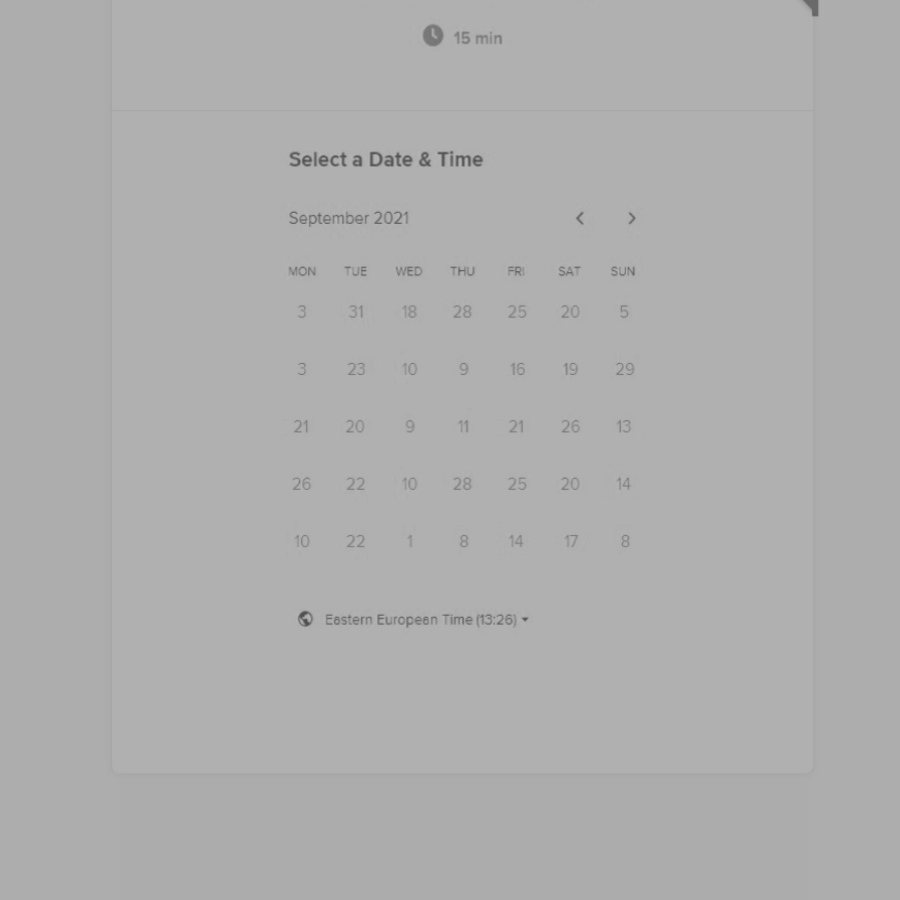 15 min
Select a Date & Time
September 2021
MON TUE WED THU FRI SAT SUN
3 31 18 28 25 20 5
3 23 10 9 16 19 29
21 20 9 11 21 26 13
26 22 10 28 25 20 14
10 22 1 8 14 17 8
Eastern European Time (13:26)